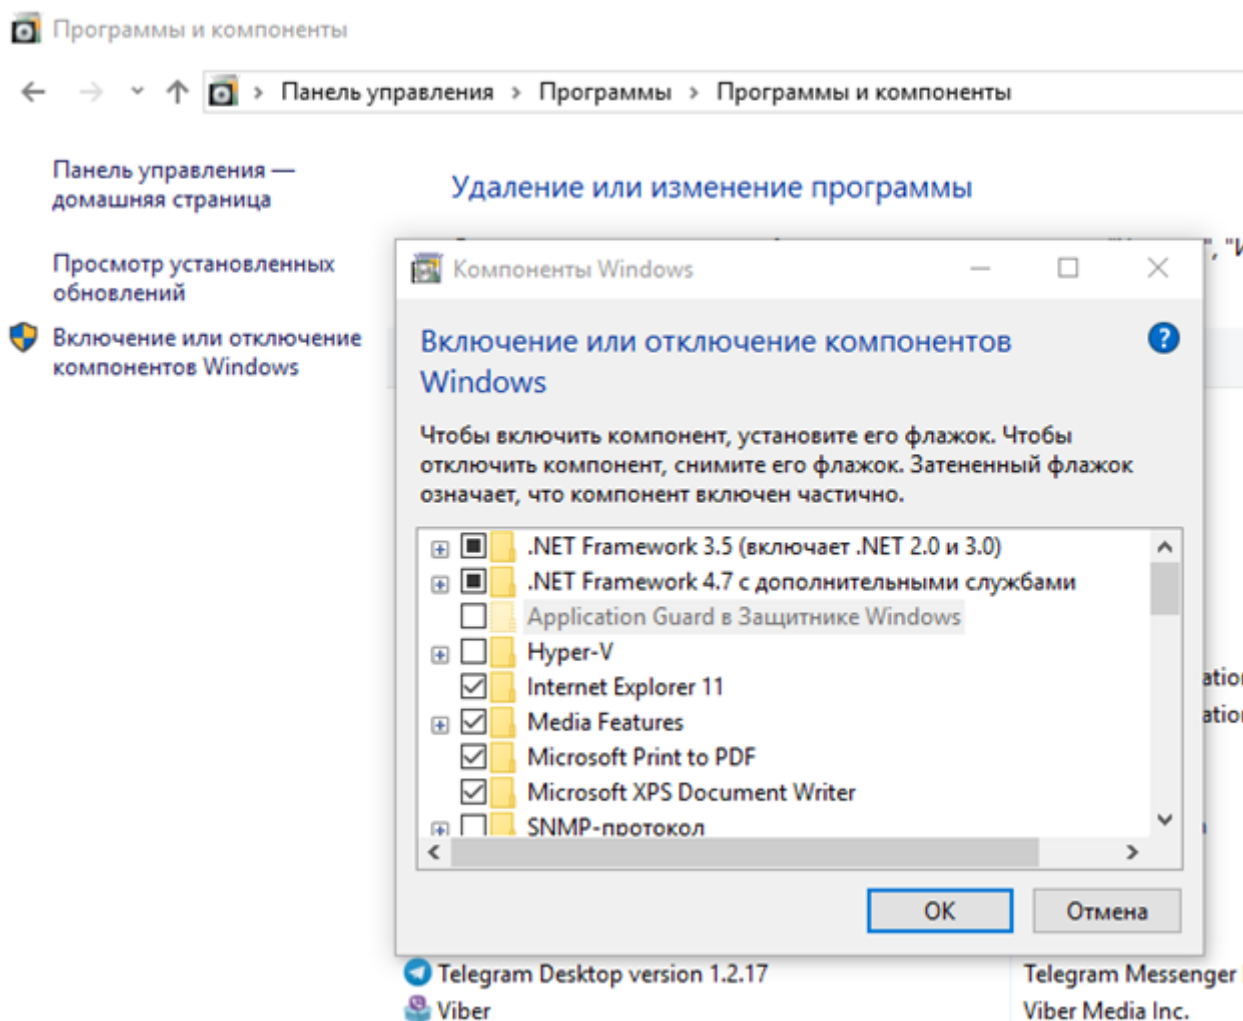 Программы и компоненты
Панель управления > Программы > Программы и компоненты
Панель управления —
домашняя страница
Просмотр установленных
обновлений
Включение или отключение
компонентов Windows
Удаление или изменение программы
Компоненты Windows
Включение или отключение компонентов
Windows
?
Чтобы включить компонент, установите его флажок. Чтобы
отключить компонент, снимите его флажок. Затененный флажок
означает, что компонент включен частично.
.NET Framework 3.5 (включает .NET 2.0 и 3.0)
.NET Framework 4.7 с дополнительными службами
Application Guard в Защитнике Windows
Hyper-V
Internet Explorer 11
Media Features
Microsoft Print to PDF
Microsoft XPS Document Writer
SNMP-протокол
OK
Отмена
Telegram Desktop version 1.2.17
Telegram Messenger
Viber
Viber Media Inc.